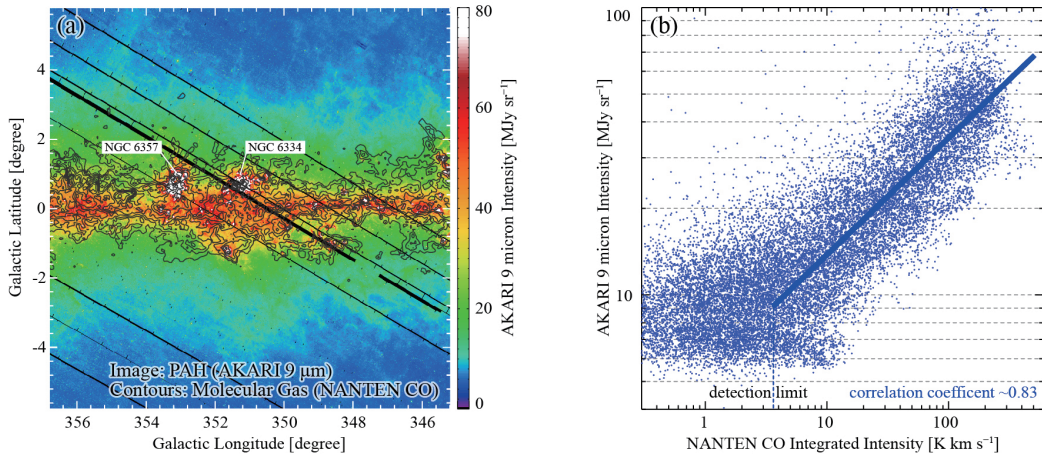 (a)
NGC 6357
NGC 6334
4
2
0
-2
-4
Galactic Latitude [degree]
Image: PAH (AKARI 9 μm)
Contours: Molecular Gas (NANTEN CO)
356
354
352
350
348
346
Galactic Longitude [degree]
80
60
40
20
0
AKARI 9 micron Intensity [MJy sr⁻¹]
(b)
100
10
AKARI 9 micron Intensity [MJy sr⁻¹]
detection limit
correlation coefficent ~0.83
1
10
100
NANTEN CO Integrated Intensity [K km s⁻¹]